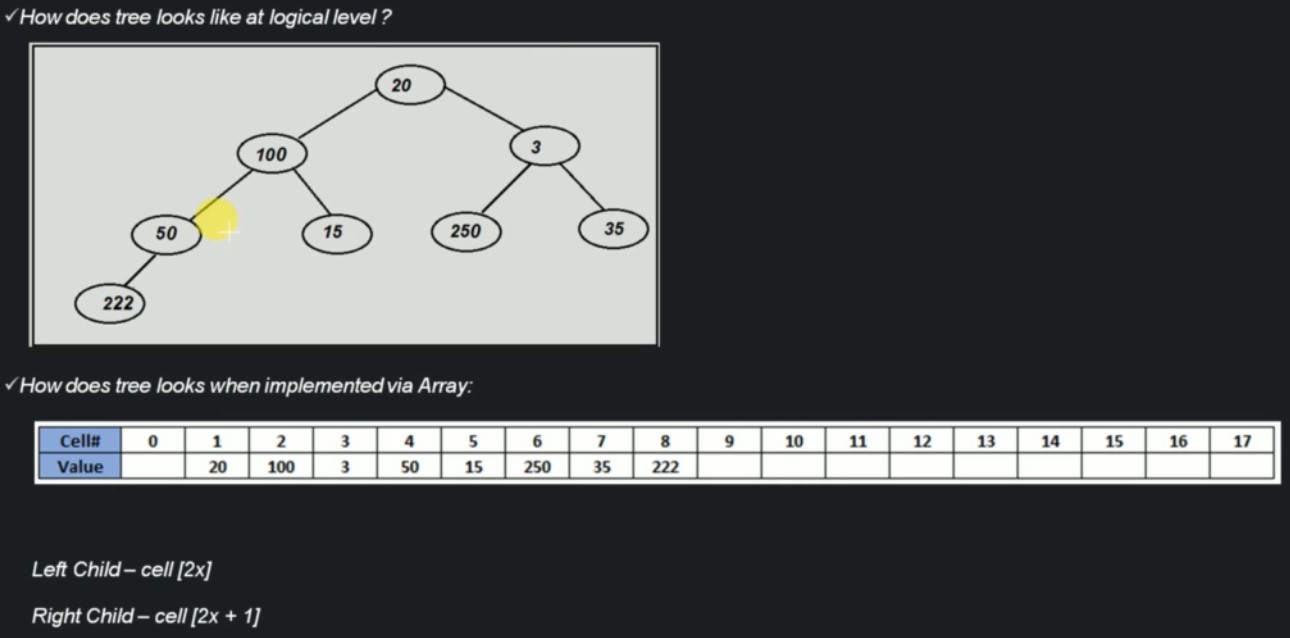 ✓How does tree looks like at logical level ?
20
100
3
50
15
250
35
222
✓How does tree looks when implemented via Array:
Cell# 0 1 2 3 4 5 6 7 8 9 10 11 12 13 14 15 16 17
Value 20 100 3 50 15 250 35 222
Left Child – cell [2x]
Right Child – cell [2x + 1]